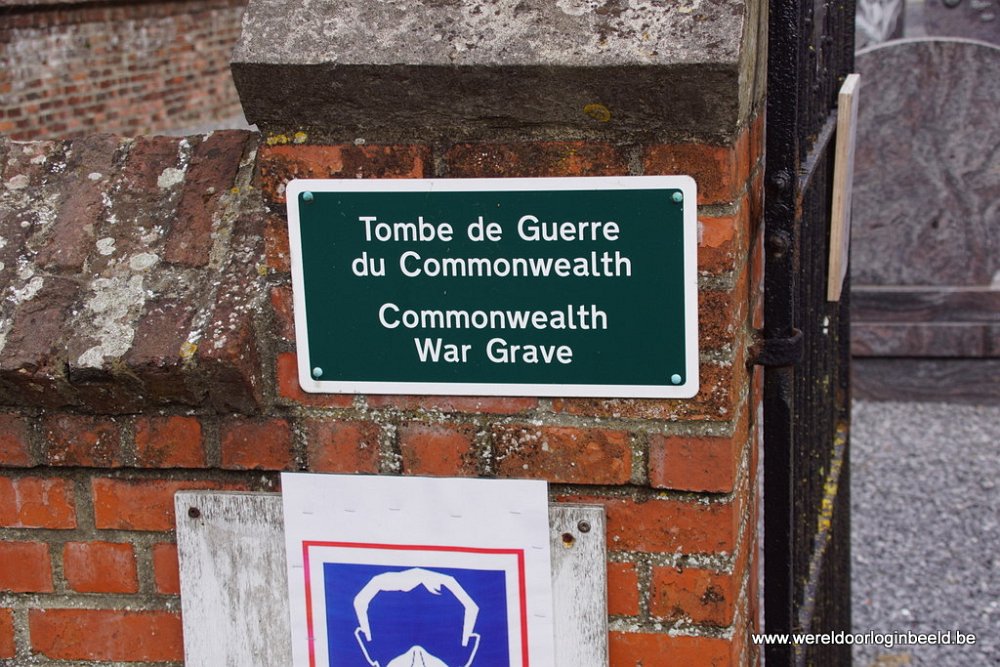 Tombe de Guerre
du Commonwealth
Commonwealth
War Grave
www.wereldoorloginbeeld.be